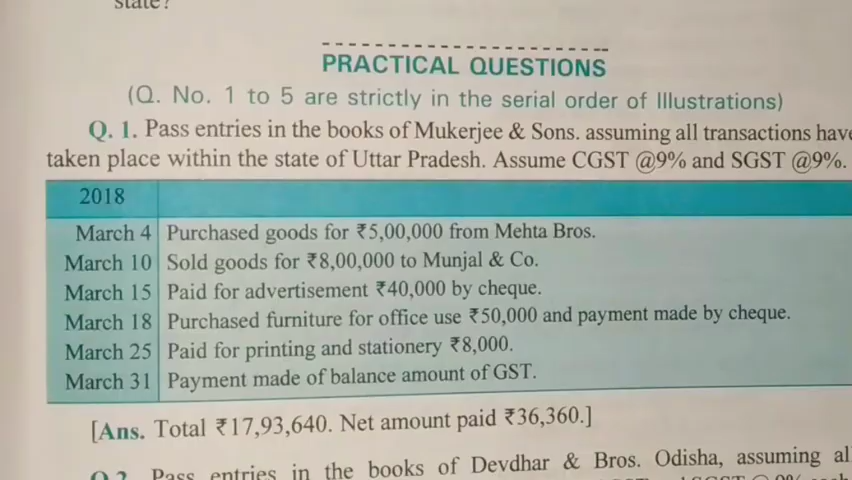 state?
PRACTICAL QUESTIONS
(Q. No. 1 to 5 are strictly in the serial order of Illustrations)
Q. 1. Pass entries in the books of Mukerjee & Sons. assuming all transactions have
taken place within the state of Uttar Pradesh. Assume CGST @9% and SGST @9%.
2018
March 4 Purchased goods for ₹5,00,000 from Mehta Bros.
March 10 Sold goods for ₹8,00,000 to Munjal & Co.
March 15 Paid for advertisement ₹40,000 by cheque.
March 18 Purchased furniture for office use ₹50,000 and payment made by cheque.
March 25 Paid for printing and stationery ₹8,000.
March 31 Payment made of balance amount of GST.
[Ans. Total ₹17,93,640. Net amount paid ₹36,360.]
Q.2 Pass entries in the books of Devdhar & Bros. Odisha, assuming all